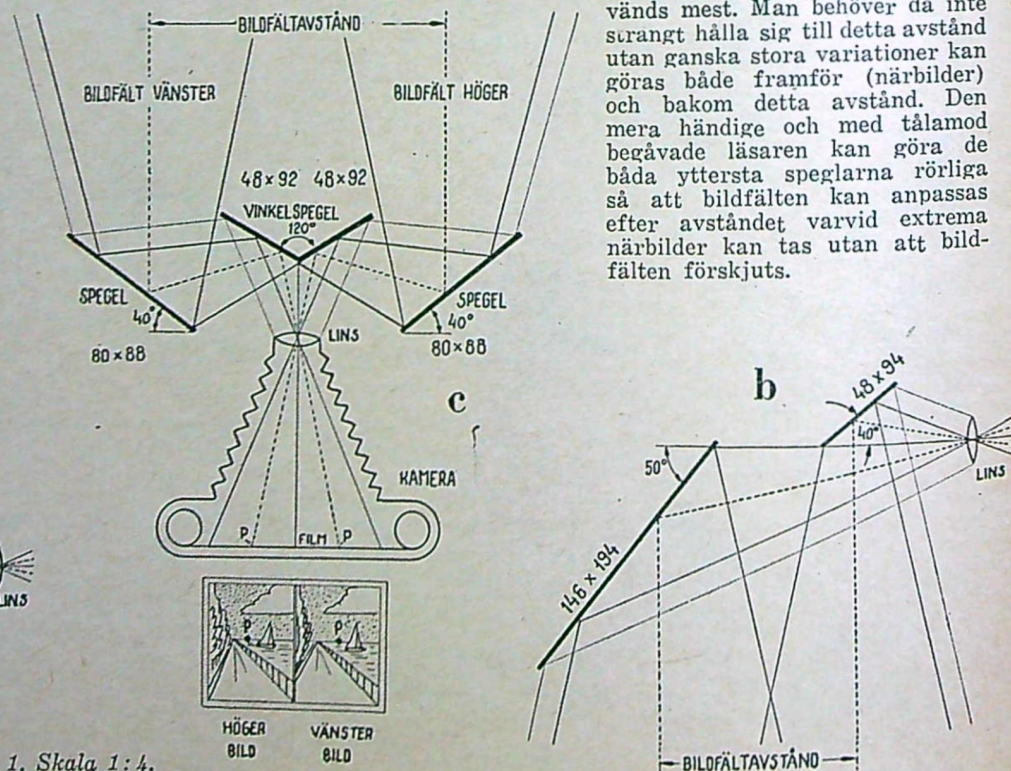 vänds mest. Man behöver då inte
strangt hålla sig till detta avstånd
utan ganska stora variationer kan
göras både framför (närbilder)
och bakom detta avstånd. Den
mera händige och med tålamod
begåvade läsaren kan göra de
båda yttersta speglarna rörliga
så att bildfälten kan anpassas
efter avståndet varvid extrema
närbilder kan tas utan att bild-
fälten förskjuts.
BILDFÄLTAVSTÅND
BILDFÄLT VÄNSTER
BILDFÄLT HÖGER
48×92 48×92
VINKELSPEGEL
120°
SPEGEL
40°
80×88
SPEGEL
40°
80×88
LINS
c
KAMERA
P
FILM
P
P
P
HÖGER
BILD
VÄNSTER
BILD
LINS
1. Skala 1:4.
b
48×94
40°
50°
LINS
146×194
BILDFÄLTAVSTÅND